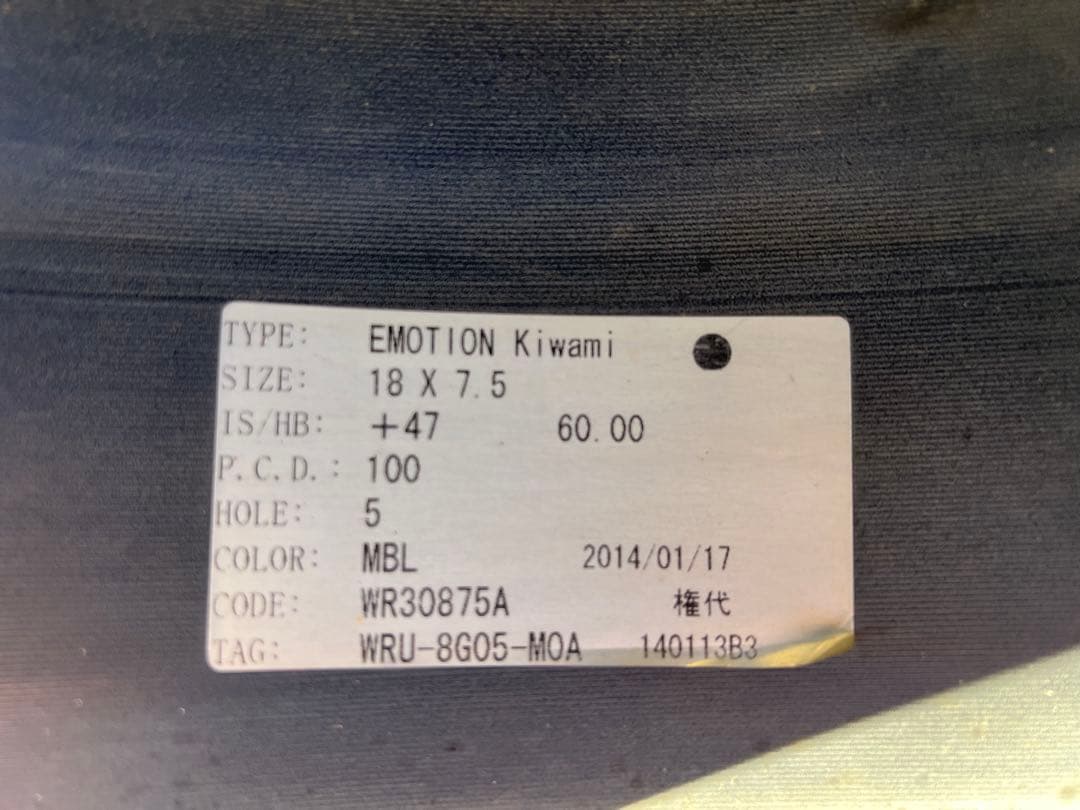 TYPE: EMOTION Kiwami
SIZE: 18 X 7.5
IS/HB: +47 60.00
P.C.D.: 100
HOLE: 5
COLOR: MBL 2014/01/17
CODE: WR30875A 権代
TAG: WRU-8G05-MOA 140113B3